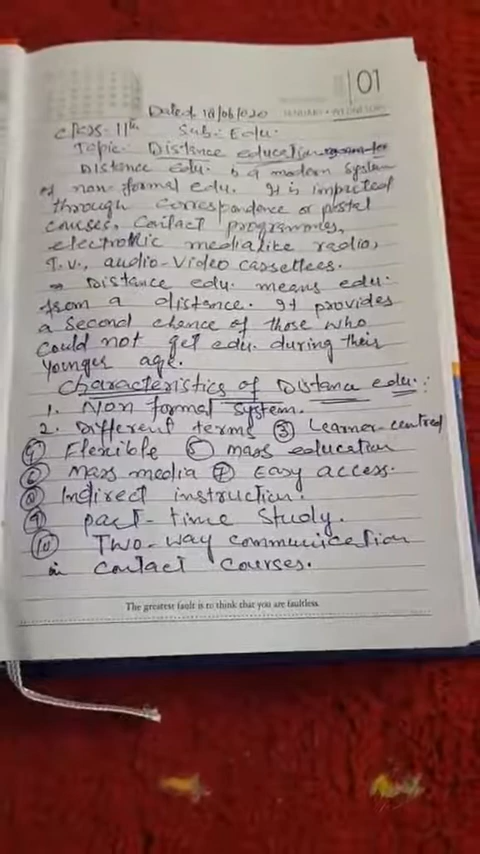 01
JANUARY • WEDNESDAY
Dated, 18/06/020
Class-11th Sub: Edu.
Topic: Distance education
Distance edu. is a modern system
of non-formal edu. It is imparted
through correspondence or postal
courses, contact programmes,
electronic media like radio,
T.V., audio-video cassettees.
→ Distance edu. means edu.
from a distance. It provides
a second chance of those who
could not get edu. during their
younger age.
Characteristics of Distance edu.:
1. Non formal system.
2. Different terms ③ Learner-centred
④ Flexible ⑤ mass education
⑥ Mass media ⑦ Easy access.
⑧ Indirect instruction.
⑨ part-time study.
⑩ Two-way communication
in contact courses.
The greatest fault is to think that you are faultless